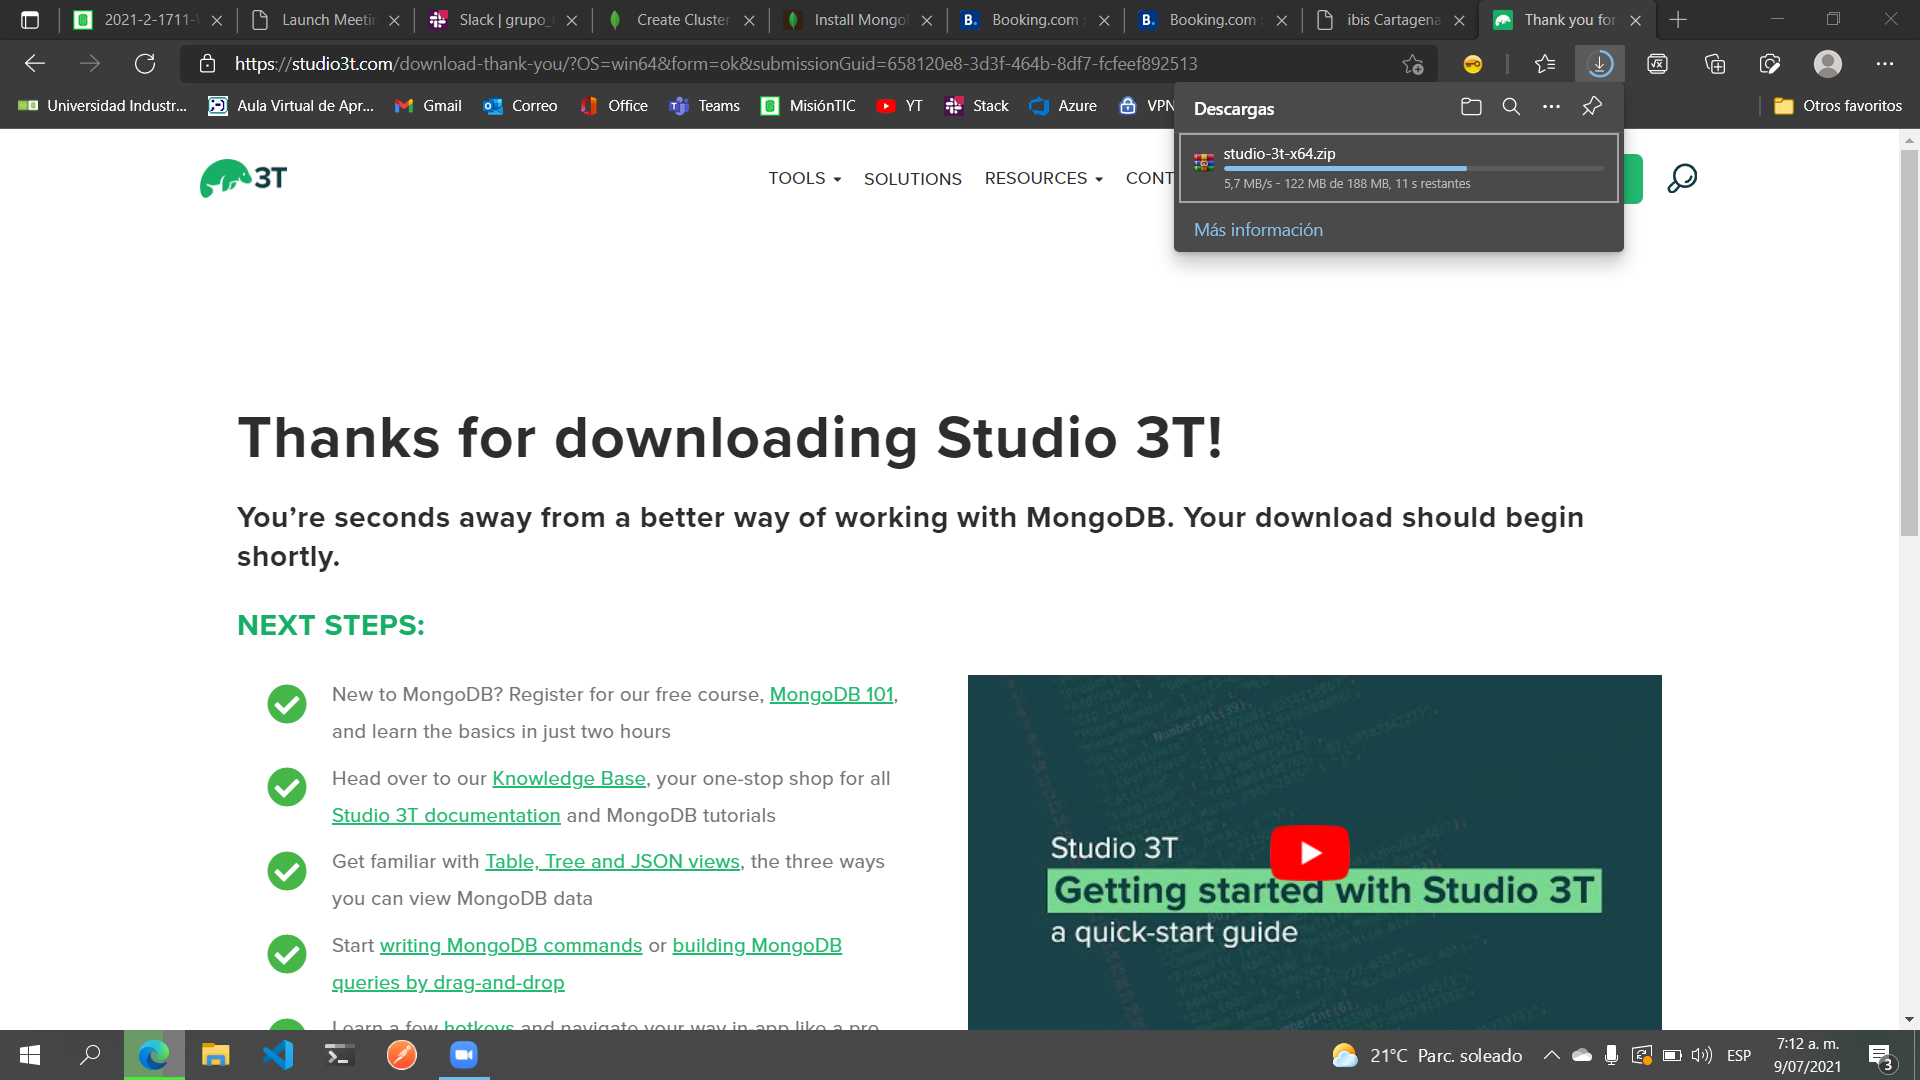 2021-2-1711-
Launch Meetin
Slack | grupo_
Create Cluster
Install Mongo
Booking.com :
Booking.com :
ibis Cartagena
Thank you for
https://studio3t.com/download-thank-you/?OS=win64&form=ok&submissionGuid=658120e8-3d3f-464b-8df7-fcfeef892513
Universidad Industr...
Aula Virtual de Apr...
Gmail
Correo
Office
Teams
MisiónTIC
YT
Stack
Azure
VPN
Otros favoritos
Descargas
studio-3t-x64.zip
5,7 MB/s - 122 MB de 188 MB, 11 s restantes
Más información
3T
TOOLS
SOLUTIONS
RESOURCES
CONT
Thanks for downloading Studio 3T!
You’re seconds away from a better way of working with MongoDB. Your download should begin
shortly.
NEXT STEPS:
New to MongoDB? Register for our free course, MongoDB 101,
and learn the basics in just two hours
Head over to our Knowledge Base, your one-stop shop for all
Studio 3T documentation and MongoDB tutorials
Get familiar with Table, Tree and JSON views, the three ways
you can view MongoDB data
Start writing MongoDB commands or building MongoDB
queries by drag-and-drop
Learn a few hotkeys and navigate your way in-app like a pro
Studio 3T
Getting started with Studio 3T
a quick-start guide
21°C Parc. soleado
ESP
7:12 a. m.
9/07/2021
3